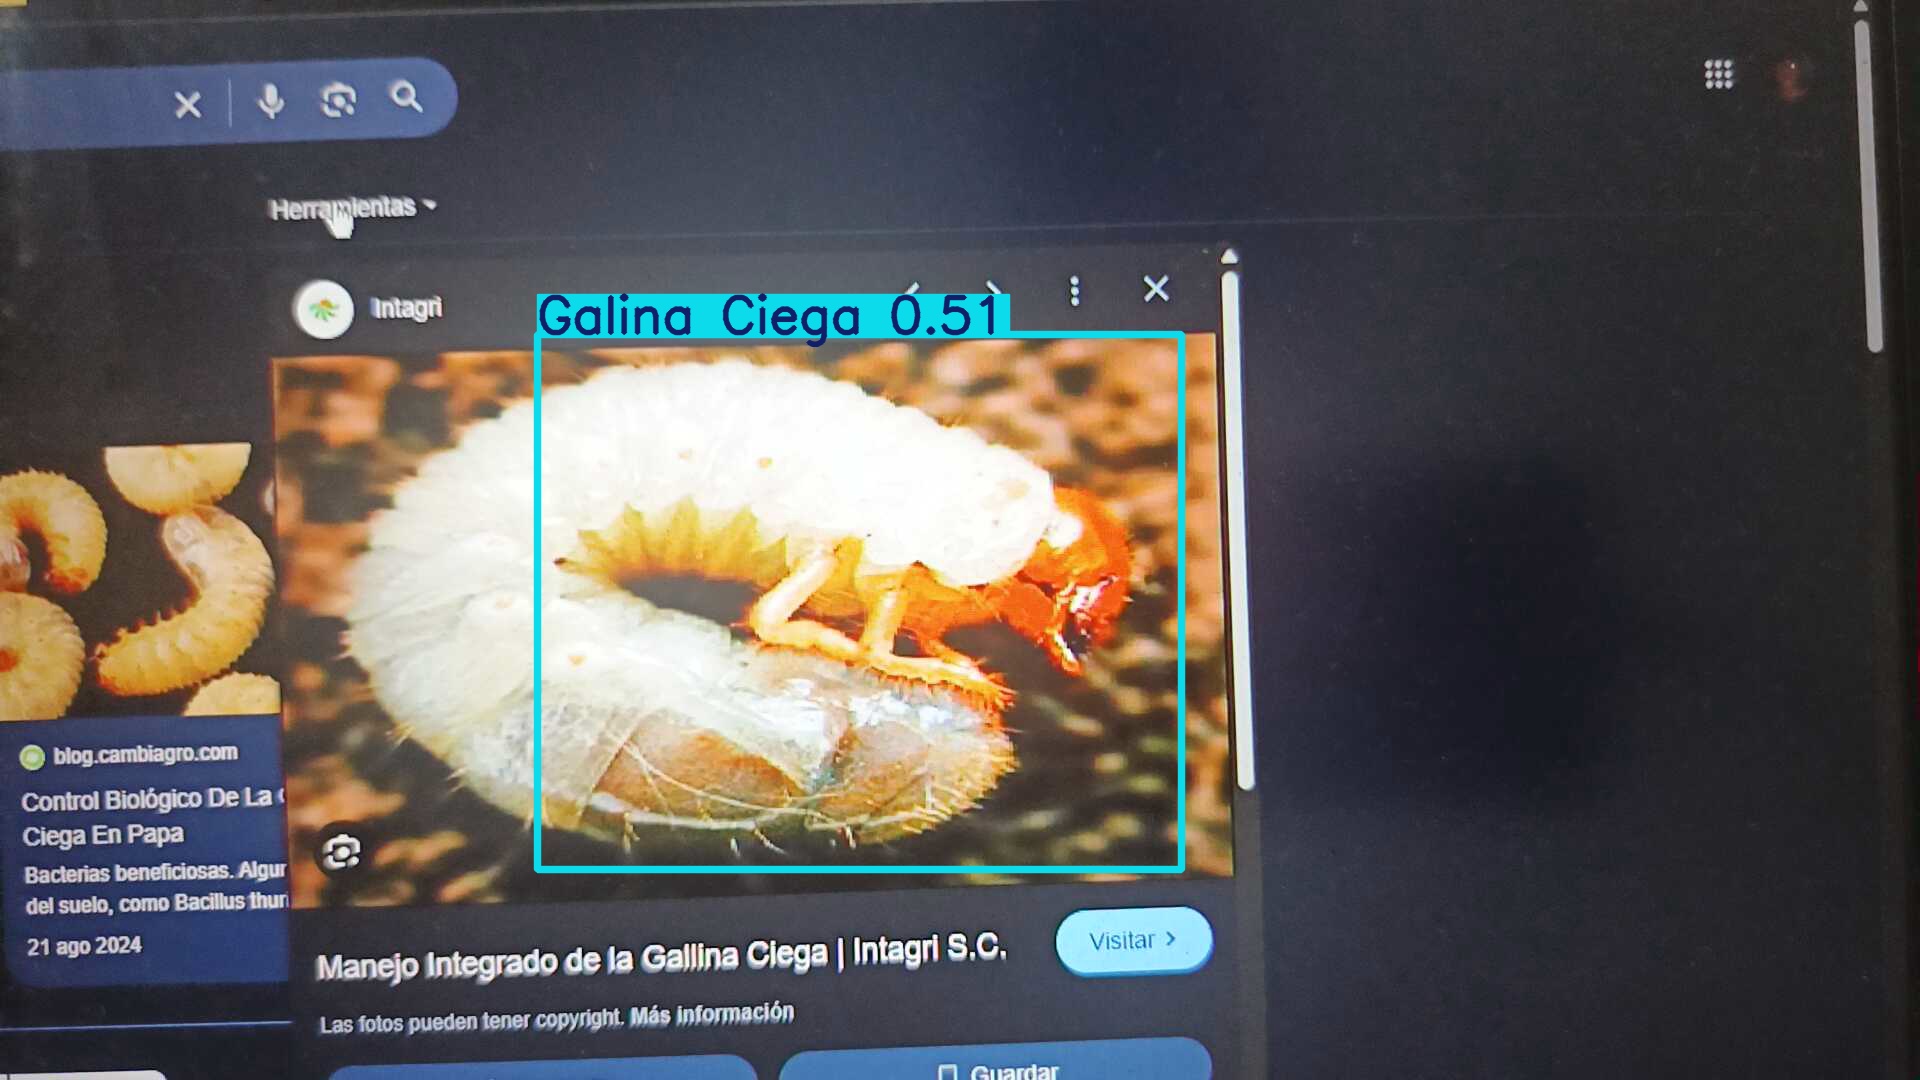 Herramientas
Intagri
Galina Ciega 0.51
blog.cambiagro.com
Control Biológico De La
Ciega En Papa
Bacterias beneficiosas. Algun
del suelo, como Bacillus thuri
21 ago 2024
Manejo Integrado de la Gallina Ciega | Intagri S.C.
Visitar
Las fotos pueden tener copyright. Más información
Guardar